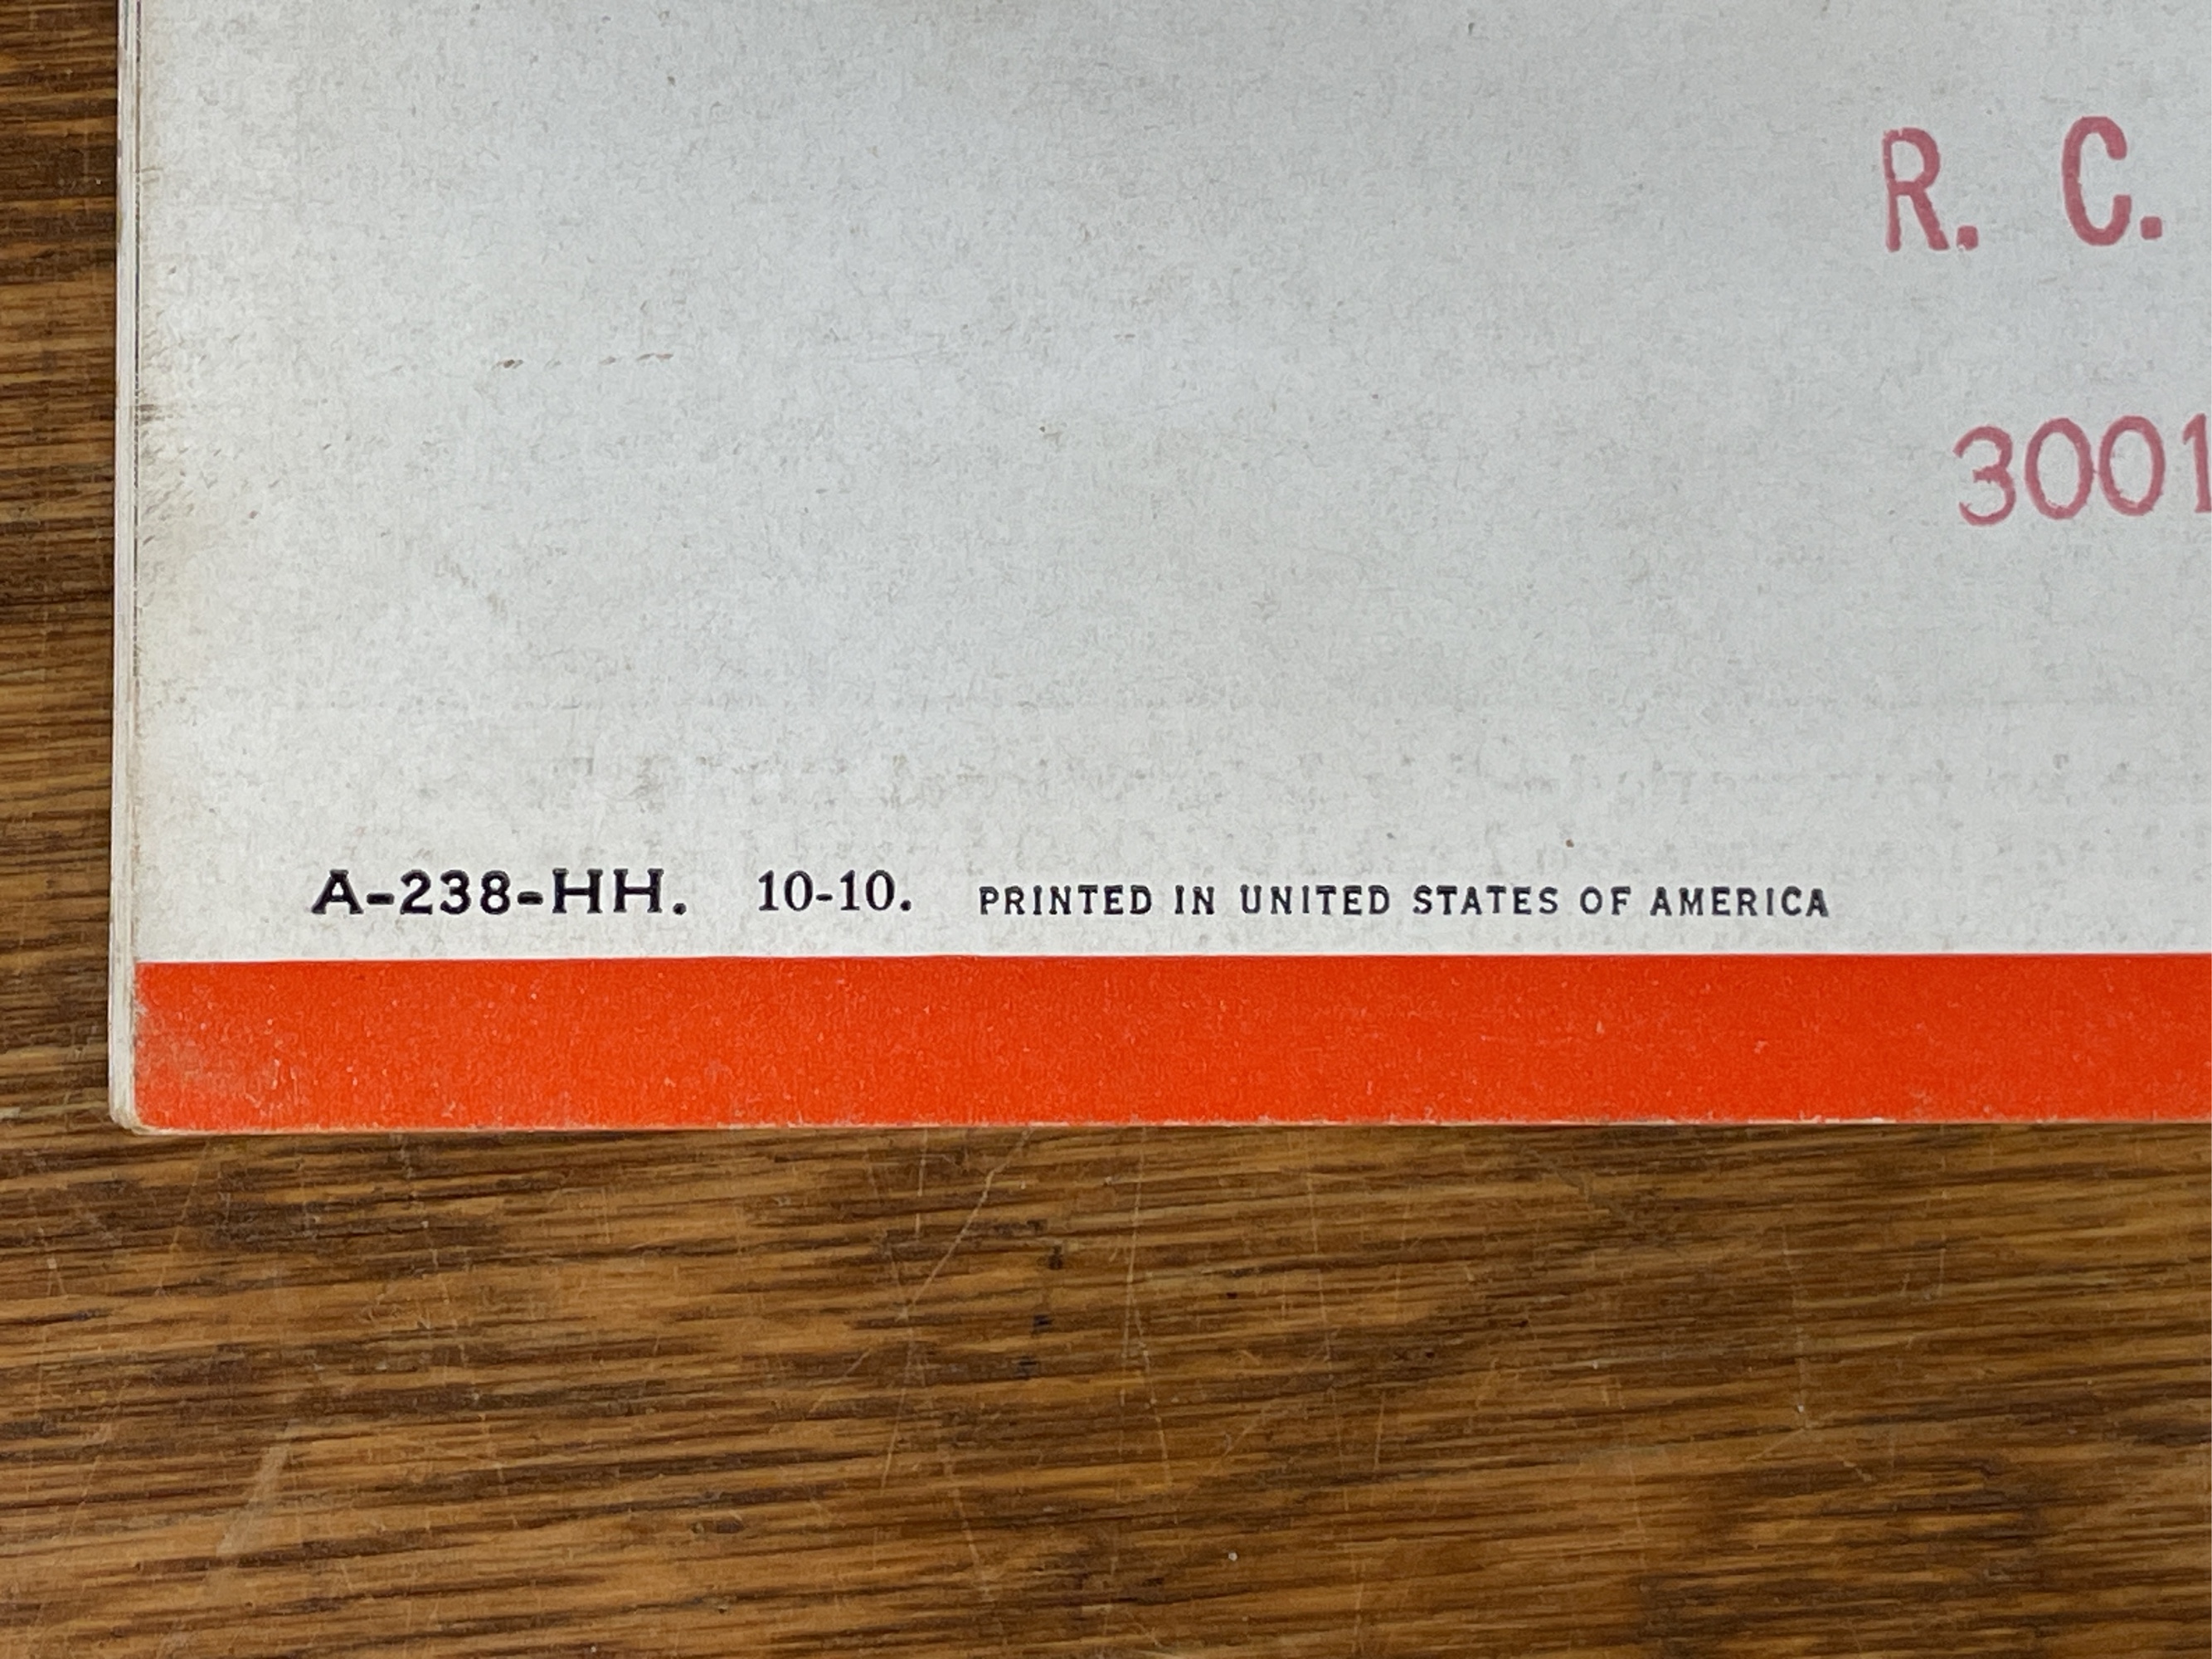 R. C.
3001
A-238-HH. 10-10. PRINTED IN UNITED STATES OF AMERICA